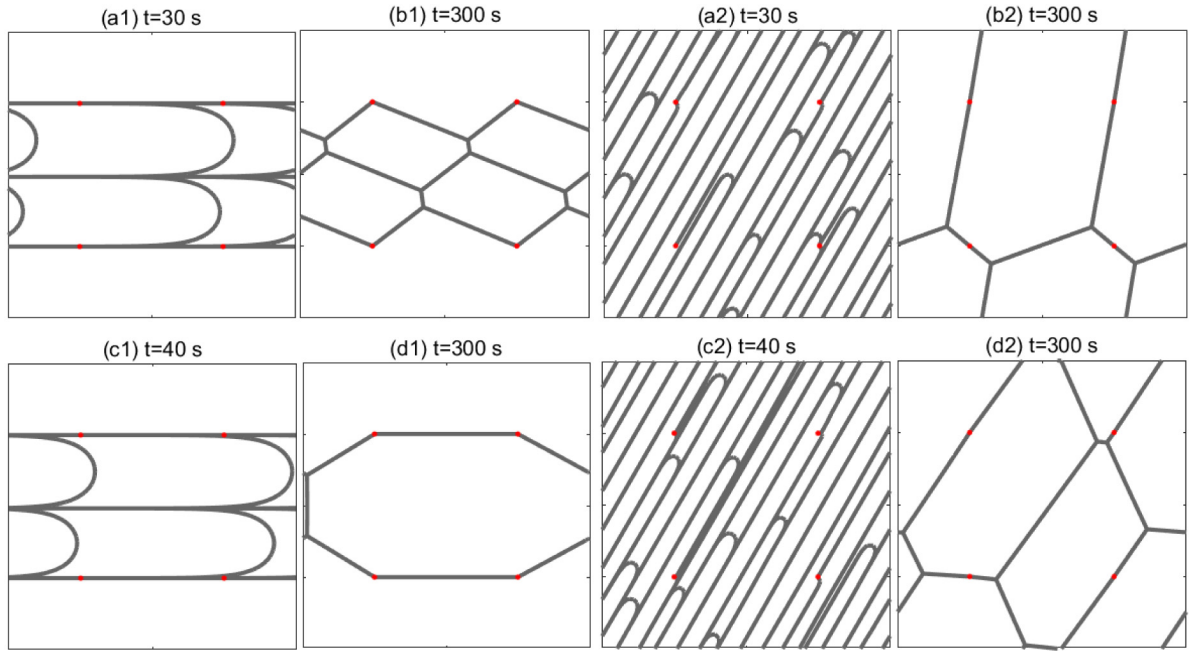 (a1) t=30 s
(b1) t=300 s
(a2) t=30 s
(b2) t=300 s
(c1) t=40 s
(d1) t=300 s
(c2) t=40 s
(d2) t=300 s